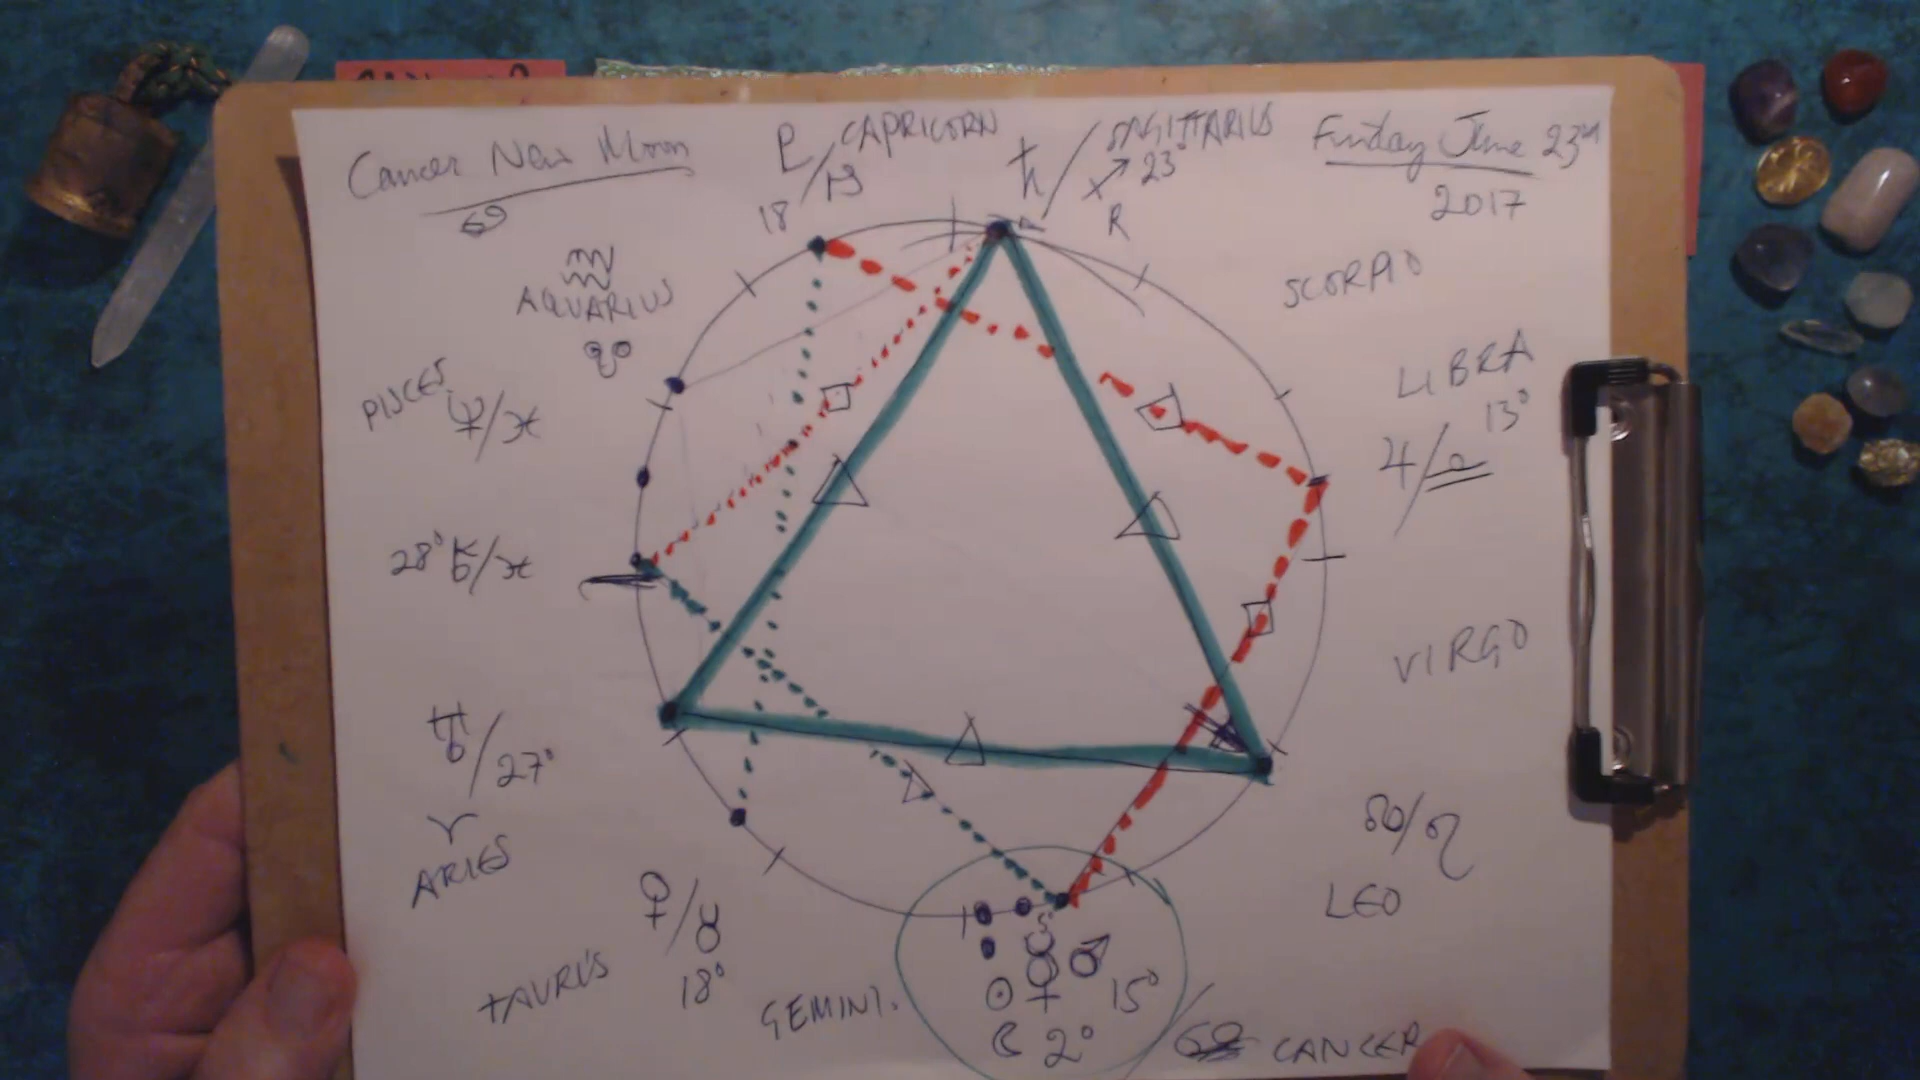 Cancer New Moon
♋
♇/CAPRICORN
18 ♑
♄/SAGITTARIUS
♐ 23
R
Friday June 23rd
2017
♒
AQUARIUS
☋
SCORPIO
PISCES
♆/♓
LIBRA
13°
♃/♎
28° ⚷/♓
VIRGO
♅/27°
♈
ARIES
☊/♌
LEO
♀/♉
18°
TAURUS
GEMINI.
5°
☿ ♂
☉ 15°
☾ 2°
♋ CANCER